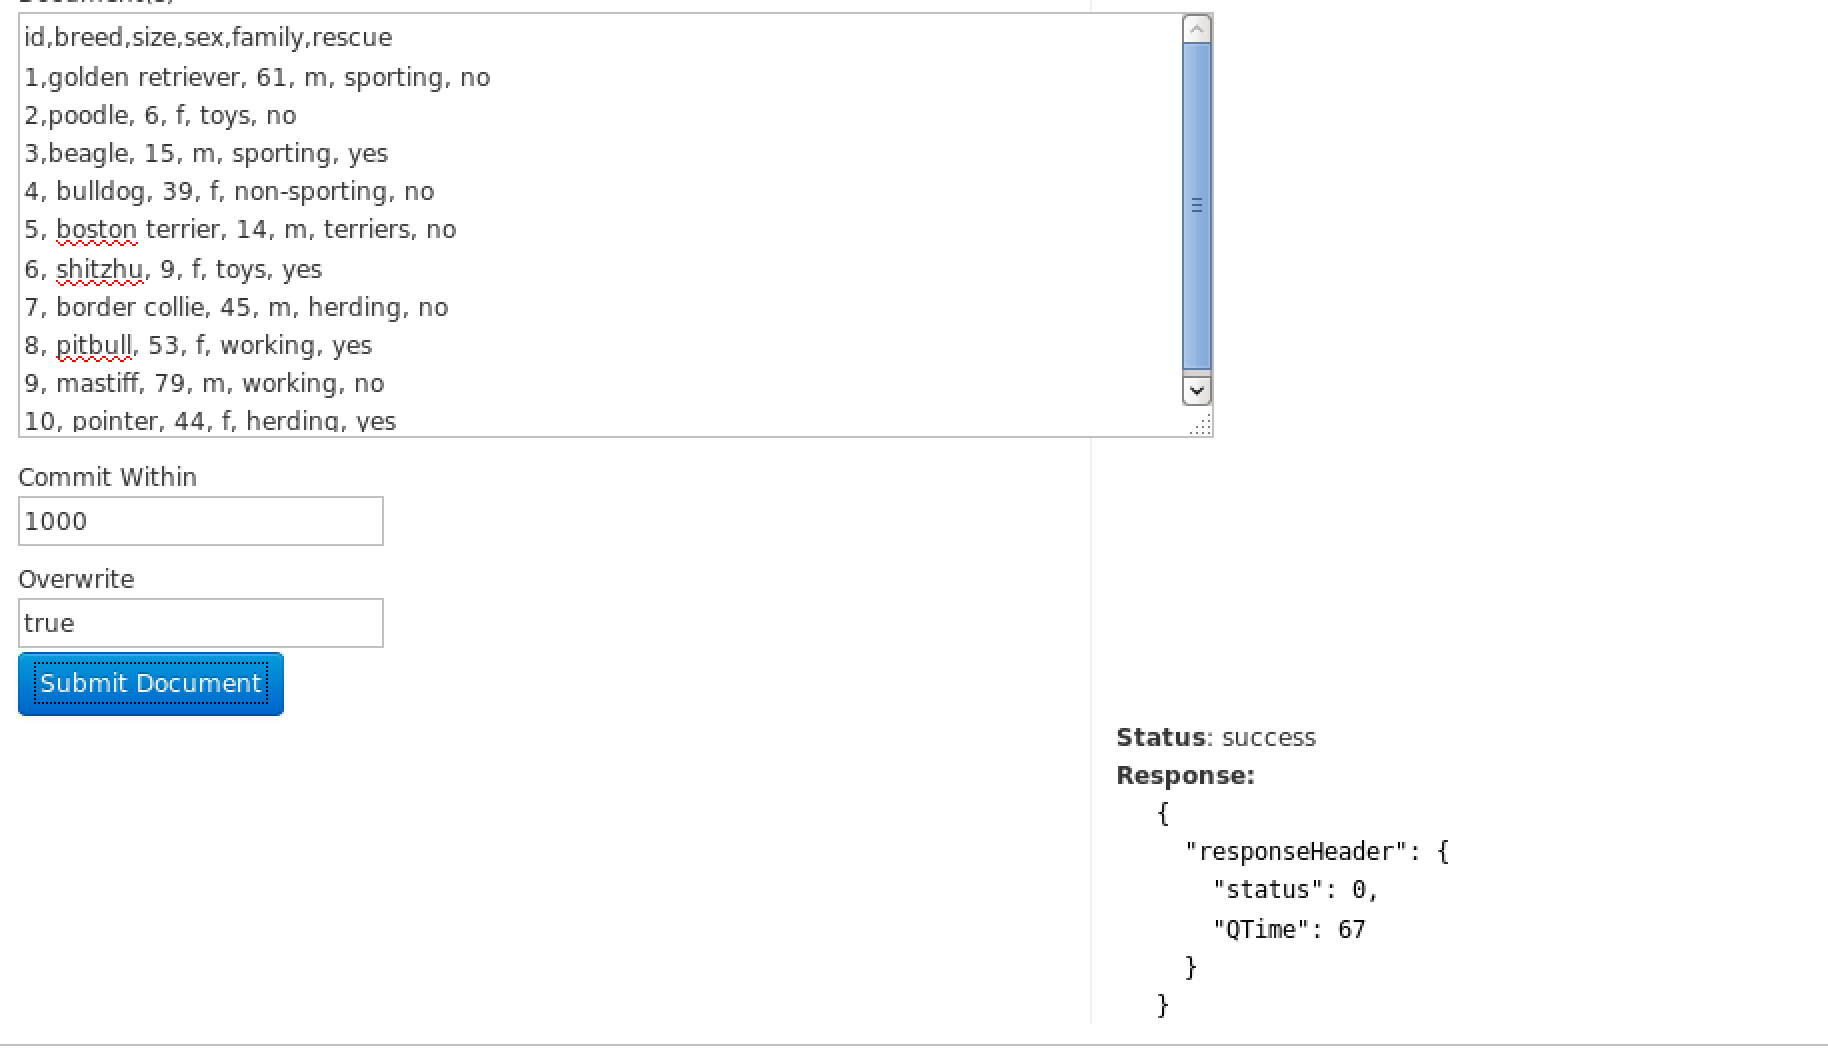 id,breed,size,sex,family,rescue
1,golden retriever, 61, m, sporting, no
2,poodle, 6, f, toys, no
3,beagle, 15, m, sporting, yes
4, bulldog, 39, f, non-sporting, no
5, boston terrier, 14, m, terriers, no
6, shitzhu, 9, f, toys, yes
7, border collie, 45, m, herding, no
8, pitbull, 53, f, working, yes
9, mastiff, 79, m, working, no
10, pointer, 44, f, herding, yes
Commit Within
1000
Overwrite
true
Submit Document
Status: success
Response:
{
"responseHeader": {
"status": 0,
"QTime": 67
}
}